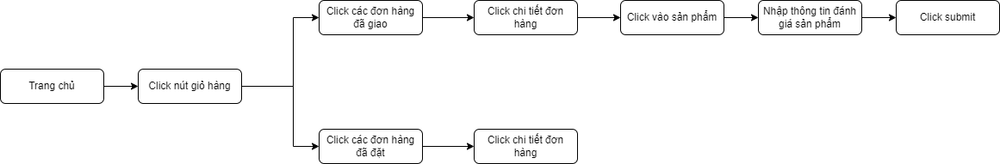 Click các đơn hàng
đã giao
Click chi tiết đơn
hàng
Click vào sản phẩm
Nhập thông tin đánh
giá sản phẩm
Click submit
Trang chủ
Click nút giỏ hàng
Click các đơn hàng
đã đặt
Click chi tiết đơn
hàng